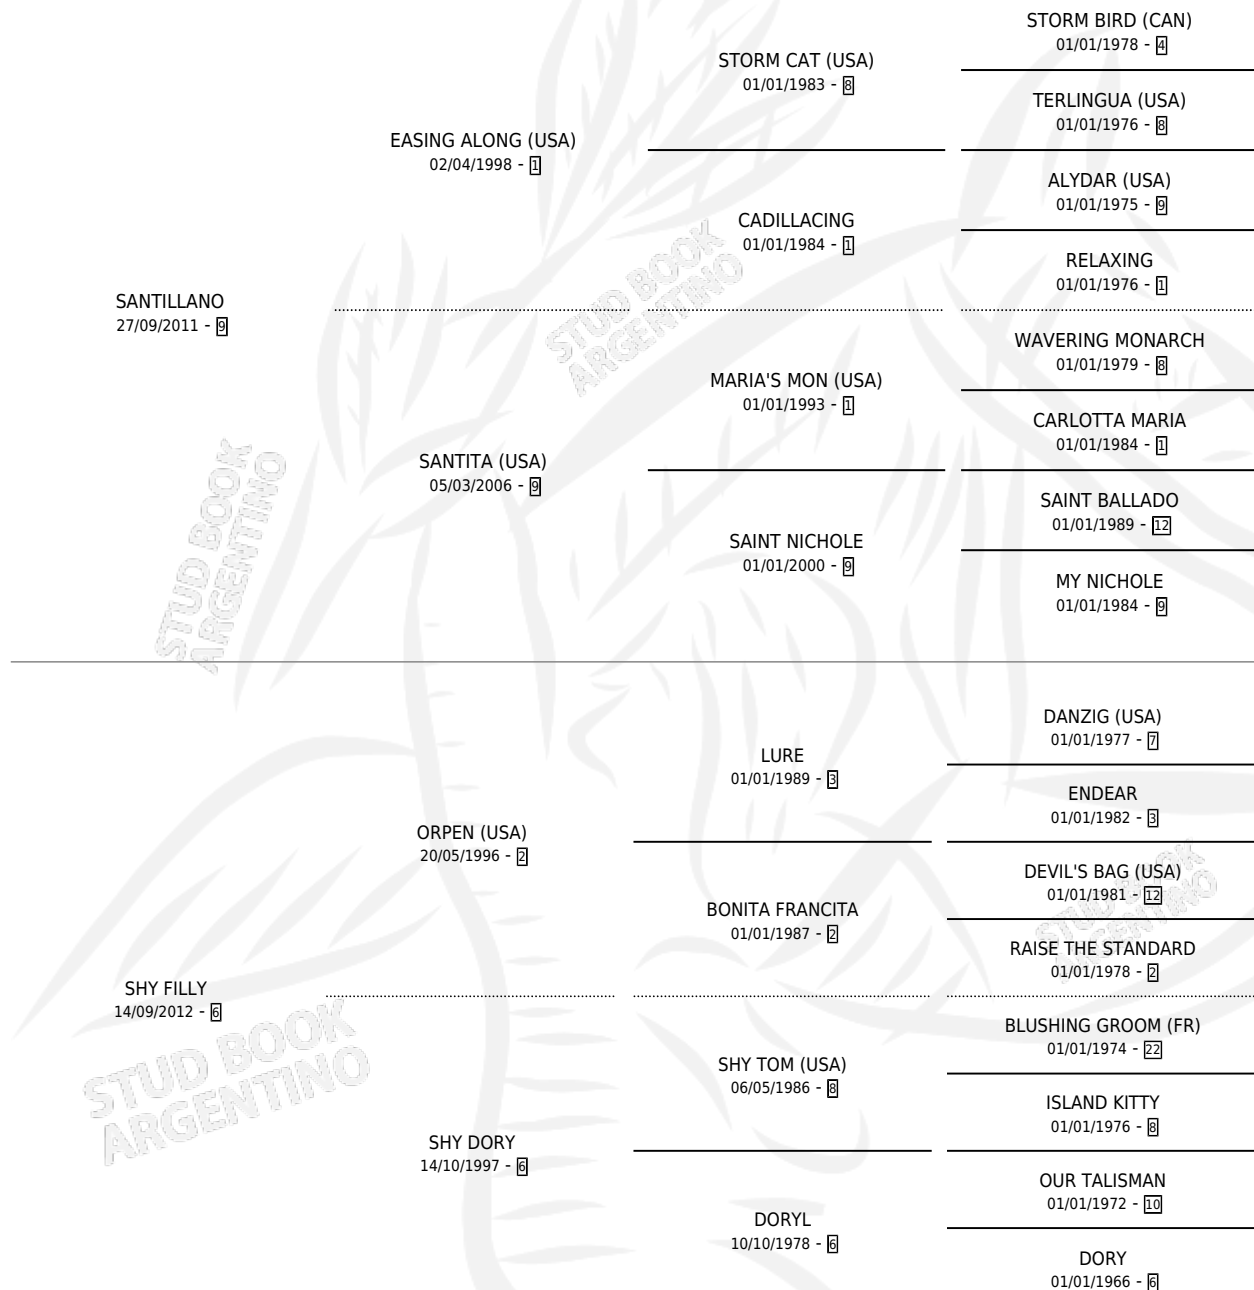 STORM BIRD (CAN)
01/01/1978 - 4
STORM CAT (USA)
01/01/1983 - 8
TERLINGUA (USA)
01/01/1976 - 8
EASING ALONG (USA)
02/04/1998 - 1
ALYDAR (USA)
01/01/1975 - 9
CADILLACING
01/01/1984 - 1
RELAXING
01/01/1976 - 1
SANTILLANO
27/09/2011 - 9
STUD BOOK
ARGENTINO
WAVERING MONARCH
01/01/1979 - 8
MARIA'S MON (USA)
01/01/1993 - 1
CARLOTTA MARIA
01/01/1984 - 1
SANTITA (USA)
05/03/2006 - 9
SAINT BALLADO
01/01/1989 - 12
SAINT NICHOLE
01/01/2000 - 9
MY NICHOLE
01/01/1984 - 9
STUD BOOK
ARGENTINO
DANZIG (USA)
01/01/1977 - 7
LURE
01/01/1989 - 3
ENDEAR
01/01/1982 - 3
ORPEN (USA)
20/05/1996 - 2
DEVIL'S BAG (USA)
01/01/1981 - 12
BONITA FRANCITA
01/01/1987 - 2
STUD BOOK
ARGENTINO
RAISE THE STANDARD
01/01/1978 - 2
SHY FILLY
14/09/2012 - 6
BLUSHING GROOM (FR)
01/01/1974 - 22
SHY TOM (USA)
06/05/1986 - 8
STUD BOOK
ARGENTINO
ISLAND KITTY
01/01/1976 - 8
SHY DORY
14/10/1997 - 6
OUR TALISMAN
01/01/1972 - 10
DORYL
10/10/1978 - 6
DORY
01/01/1966 - 6